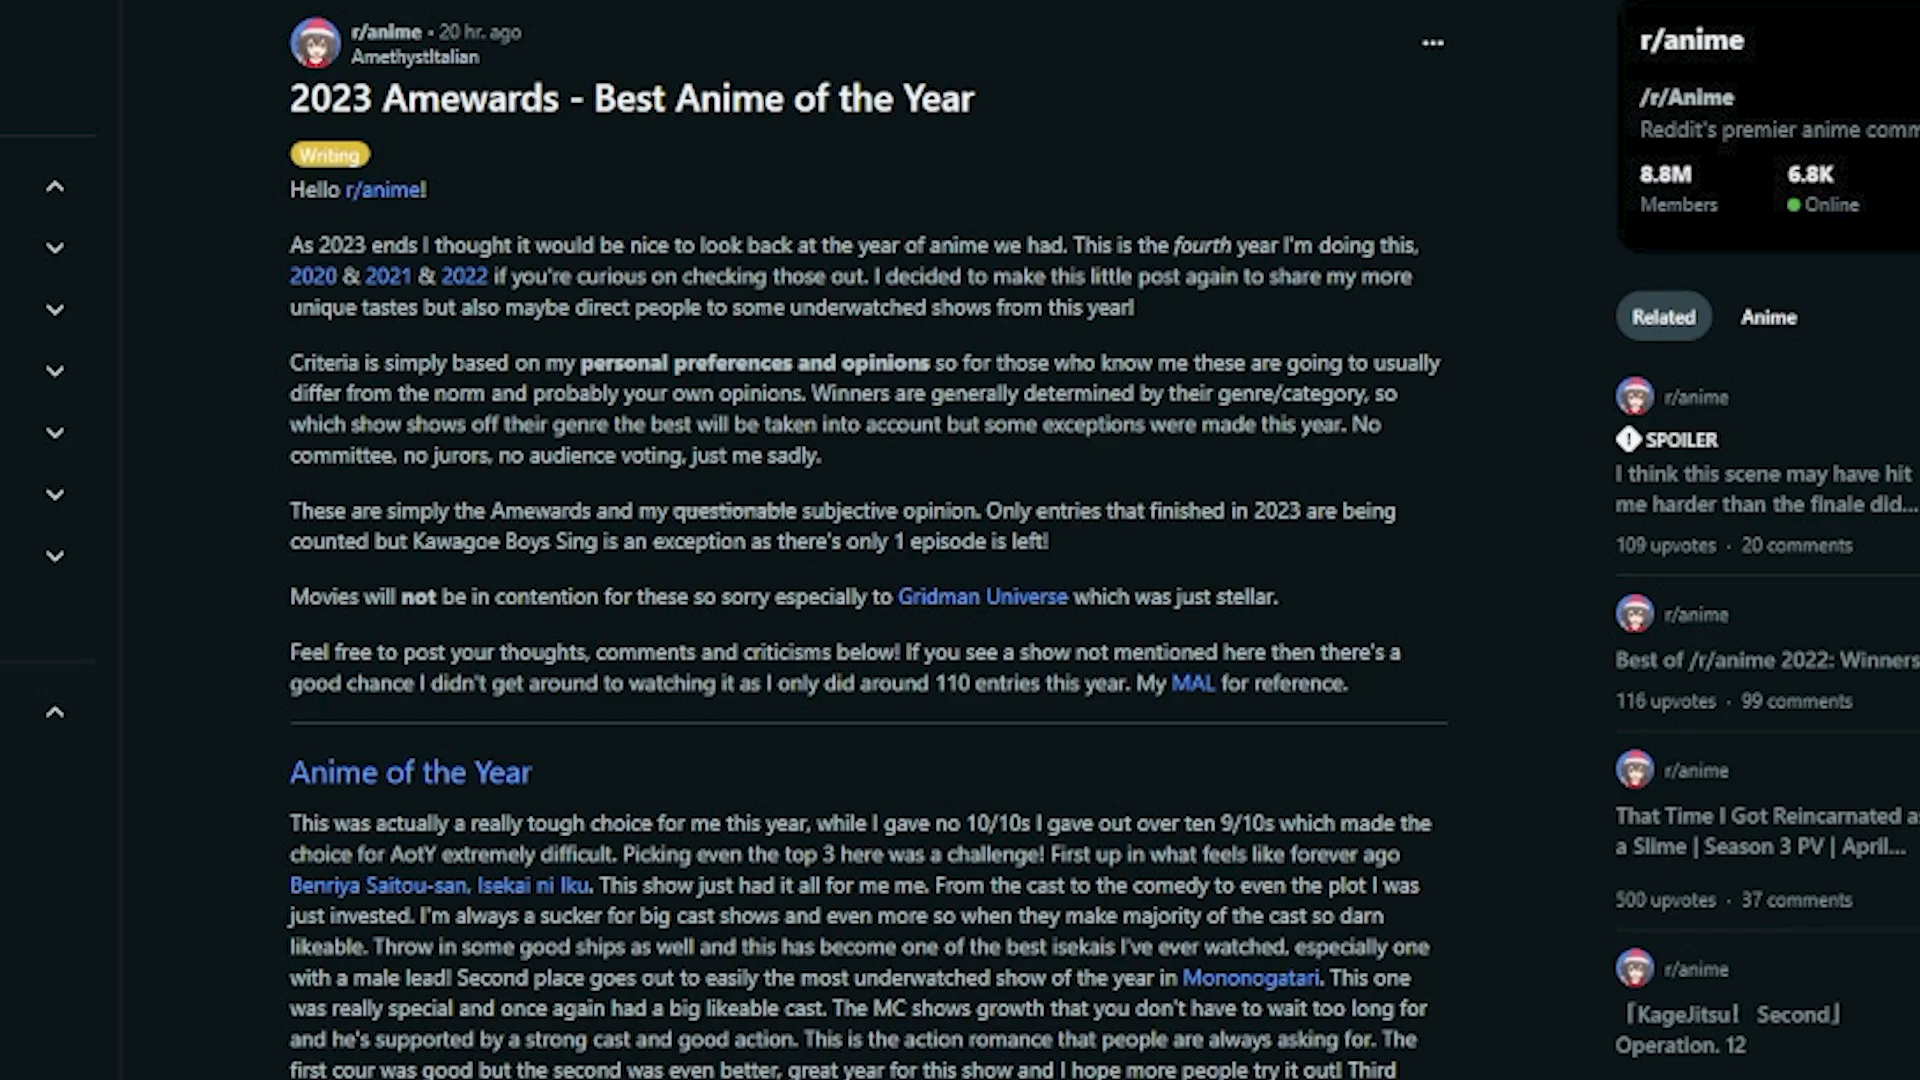 r/anime • 20 hr. ago
AmethystItalian
2023 Amewards - Best Anime of the Year
Writing
Hello r/anime!
As 2023 ends I thought it would be nice to look back at the year of anime we had. This is the fourth year I'm doing this,
2020 & 2021 & 2022 if you're curious on checking those out. I decided to make this little post again to share my more
unique tastes but also maybe direct people to some underwatched shows from this year!
Criteria is simply based on my personal preferences and opinions so for those who know me these are going to usually
differ from the norm and probably your own opinions. Winners are generally determined by their genre/category, so
which show shows off their genre the best will be taken into account but some exceptions were made this year. No
committee, no jurors, no audience voting, just me sadly.
These are simply the Amewards and my questionable subjective opinion. Only entries that finished in 2023 are being
counted but Kawagoe Boys Sing is an exception as there's only 1 episode is left!
Movies will not be in contention for these so sorry especially to Gridman Universe which was just stellar.
Feel free to post your thoughts, comments and criticisms below! If you see a show not mentioned here then there's a
good chance I didn't get around to watching it as I only did around 110 entries this year. My MAL for reference.
Anime of the Year
This was actually a really tough choice for me this year, while I gave no 10/10s I gave out over ten 9/10s which made the
choice for AotY extremely difficult. Picking even the top 3 here was a challenge! First up in what feels like forever ago
Benriya Saitou-san, Isekai ni Iku. This show just had it all for me me. From the cast to the comedy to even the plot I was
just invested. I'm always a sucker for big cast shows and even more so when they make majority of the cast so darn
likeable. Throw in some good ships as well and this has become one of the best isekais I've ever watched, especially one
with a male lead! Second place goes out to easily the most underwatched show of the year in Mononogatari. This one
was really special and once again had a big likeable cast. The MC shows growth that you don't have to wait too long for
and he's supported by a strong cast and good action. This is the action romance that people are always asking for. The
first cour was good but the second was even better, great year for this show and I hope more people try it out! Third
r/anime
/r/Anime
Reddit's premier anime comm
8.8M 6.8K
Members Online
Related Anime
r/anime
SPOILER
I think this scene may have hit
me harder than the finale did...
109 upvotes · 20 comments
r/anime
Best of /r/anime 2022: Winners
116 upvotes · 99 comments
r/anime
That Time I Got Reincarnated as
a Slime | Season 3 PV | April...
500 upvotes · 37 comments
r/anime
「KageJitsu! Second」
Operation. 12